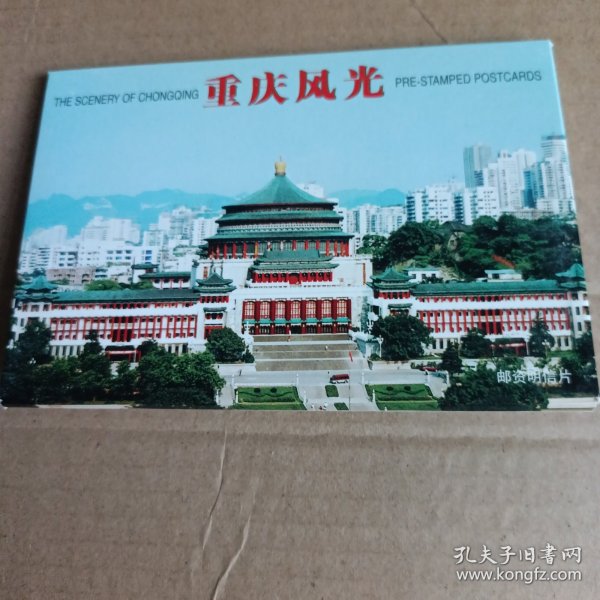 THE SCENERY OF CHONGQING 重庆风光 PRE-STAMPED POSTCARDS
邮资明信片
孔夫子旧书网
www.kongfz.com